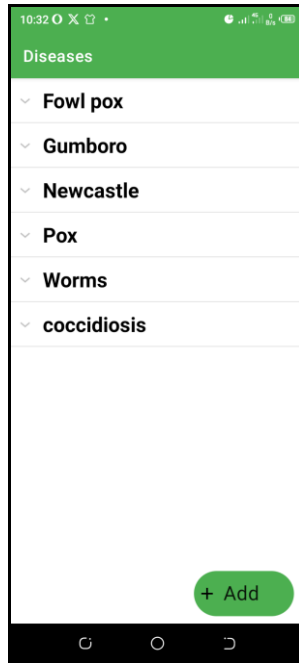 10:32
Diseases
Fowl pox
Gumboro
Newcastle
Pox
Worms
coccidiosis
+ Add